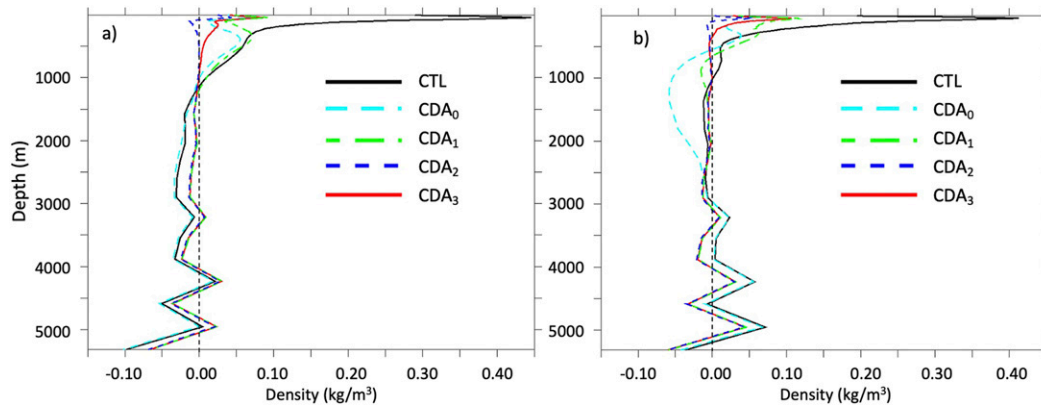 a)
1000
2000
3000
4000
5000
Depth (m)
CTL
CDA₀
CDA₁
CDA₂
CDA₃
-0.10 0.00 0.10 0.20 0.30 0.40
Density (kg/m³)
b)
1000
2000
3000
4000
5000
CTL
CDA₀
CDA₁
CDA₂
CDA₃
-0.10 0.00 0.10 0.20 0.30 0.40
Density (kg/m³)